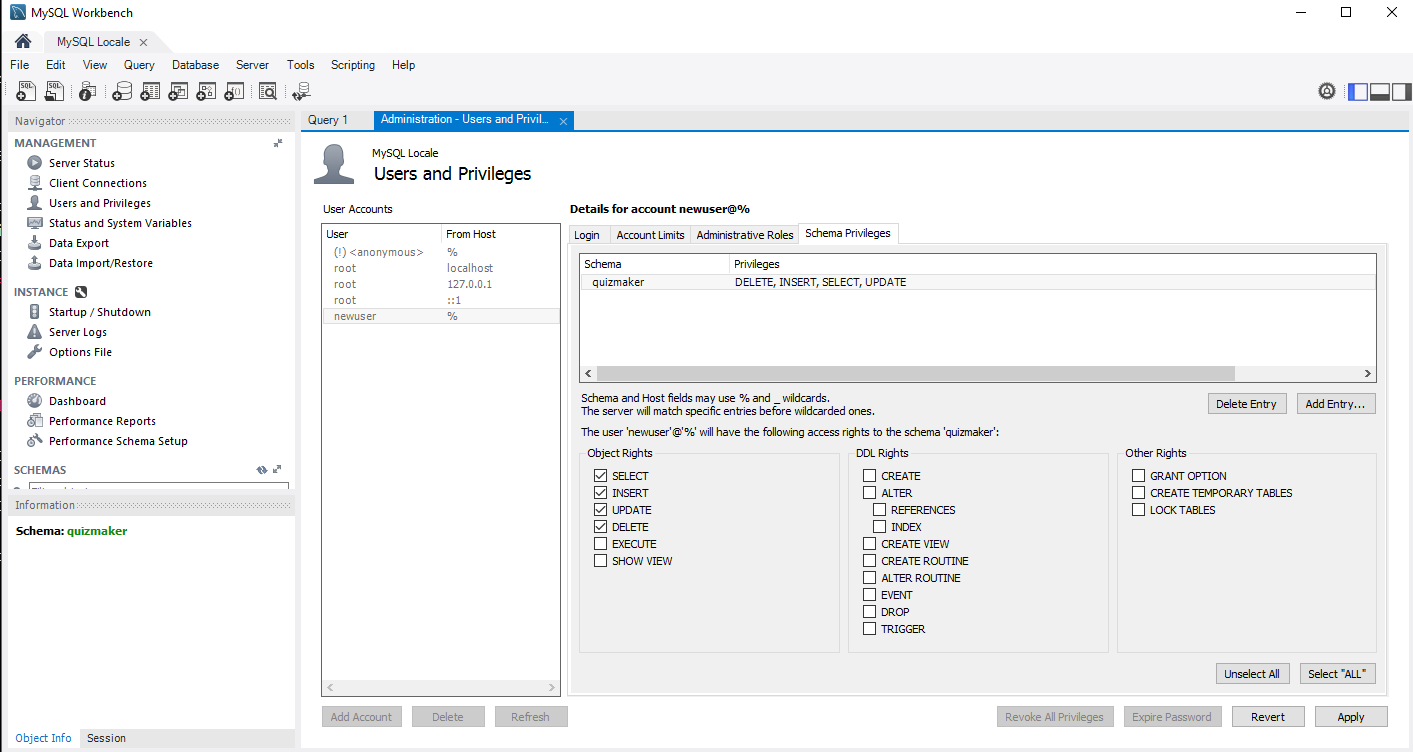 MySQL Workbench
MySQL Locale
File Edit View Query Database Server Tools Scripting Help
Navigator
MANAGEMENT
Server Status
Client Connections
Users and Privileges
Status and System Variables
Data Export
Data Import/Restore
INSTANCE
Startup / Shutdown
Server Logs
Options File
PERFORMANCE
Dashboard
Performance Reports
Performance Schema Setup
SCHEMAS
Information
Schema: quizmaker
Object Info Session
Query 1 Administration - Users and Privil...
MySQL Locale
Users and Privileges
User Accounts
User From Host
(!) <anonymous> %
root localhost
root 127.0.0.1
root ::1
newuser %
Add Account Delete Refresh
Details for account newuser@%
Login Account Limits Administrative Roles Schema Privileges
Schema Privileges
quizmaker DELETE, INSERT, SELECT, UPDATE
Schema and Host fields may use % and _ wildcards.
The server will match specific entries before wildcarded ones.
Delete Entry Add Entry...
The user 'newuser'@'%' will have the following access rights to the schema 'quizmaker':
Object Rights
SELECT
INSERT
UPDATE
DELETE
EXECUTE
SHOW VIEW
DDL Rights
CREATE
ALTER
REFERENCES
INDEX
CREATE VIEW
CREATE ROUTINE
ALTER ROUTINE
EVENT
DROP
TRIGGER
Other Rights
GRANT OPTION
CREATE TEMPORARY TABLES
LOCK TABLES
Unselect All Select "ALL"
Revoke All Privileges Expire Password Revert Apply